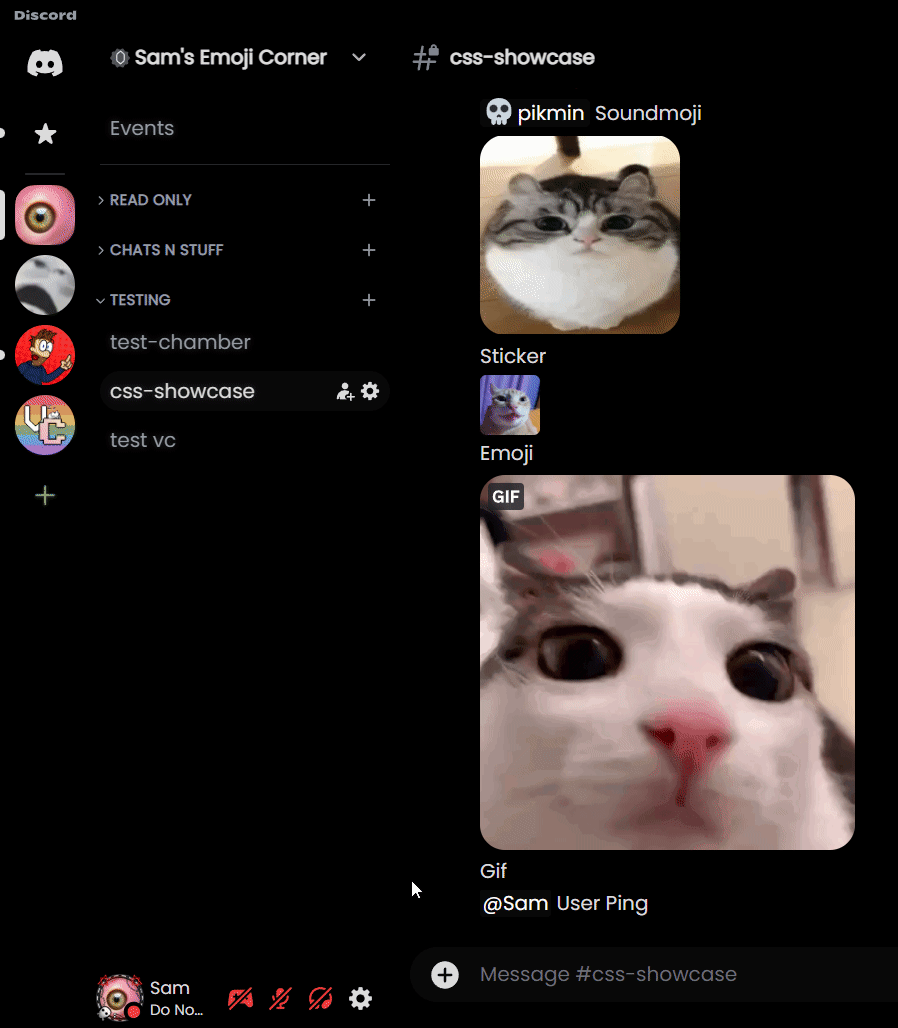 Discord
Sam's Emoji Corner
css-showcase
Events
READ ONLY
CHATS N STUFF
TESTING
test-chamber
css-showcase
test vc
pikmin Soundmoji
Sticker
Emoji
GIF
Gif
@Sam User Ping
Message #css-showcase
Sam
Do No...
VC